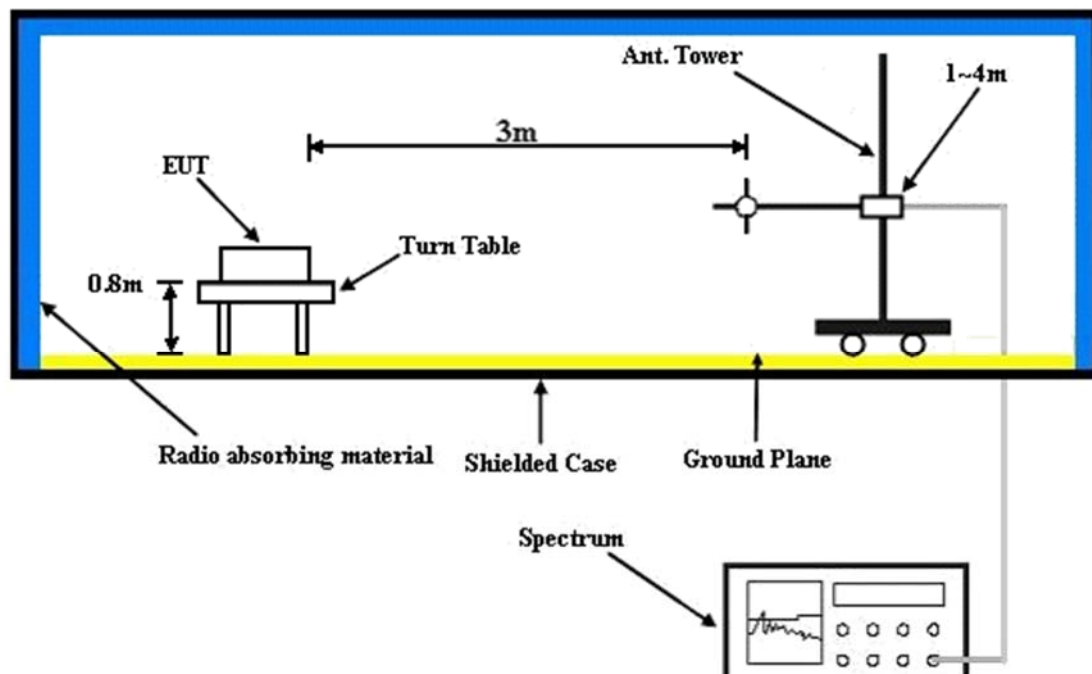 Ant. Tower
1~4m
3m
EUT
Turn Table
0.8m
Radio absorbing material
Shielded Case
Ground Plane
Spectrum